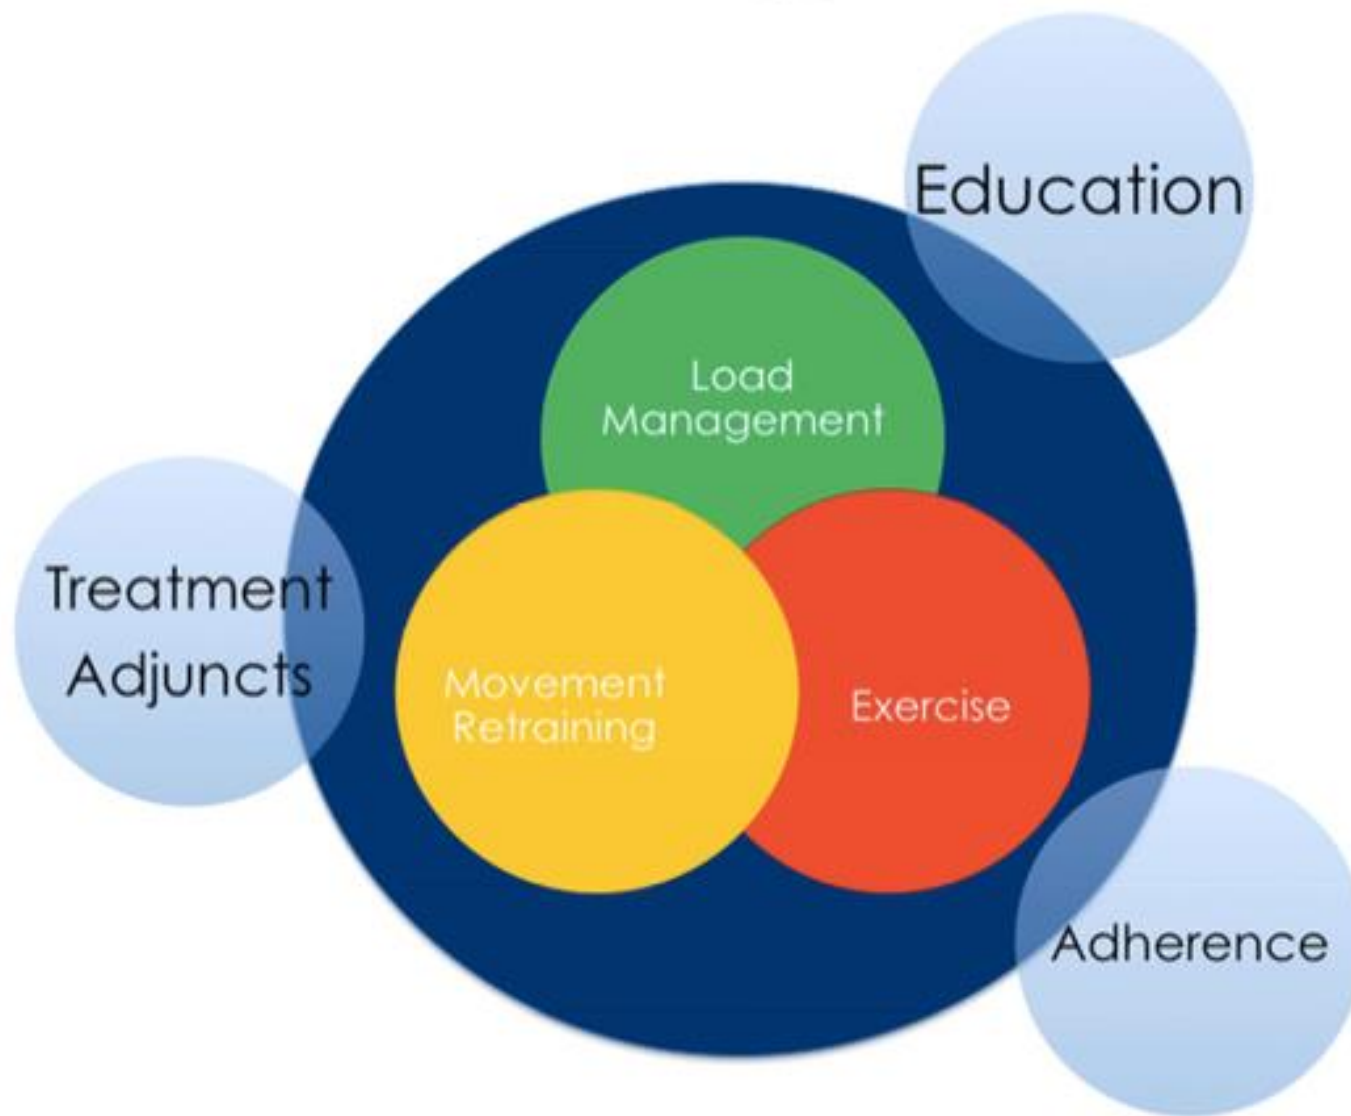 Education
Load
Management
Treatment
Adjuncts
Movement
Retraining
Exercise
Adherence